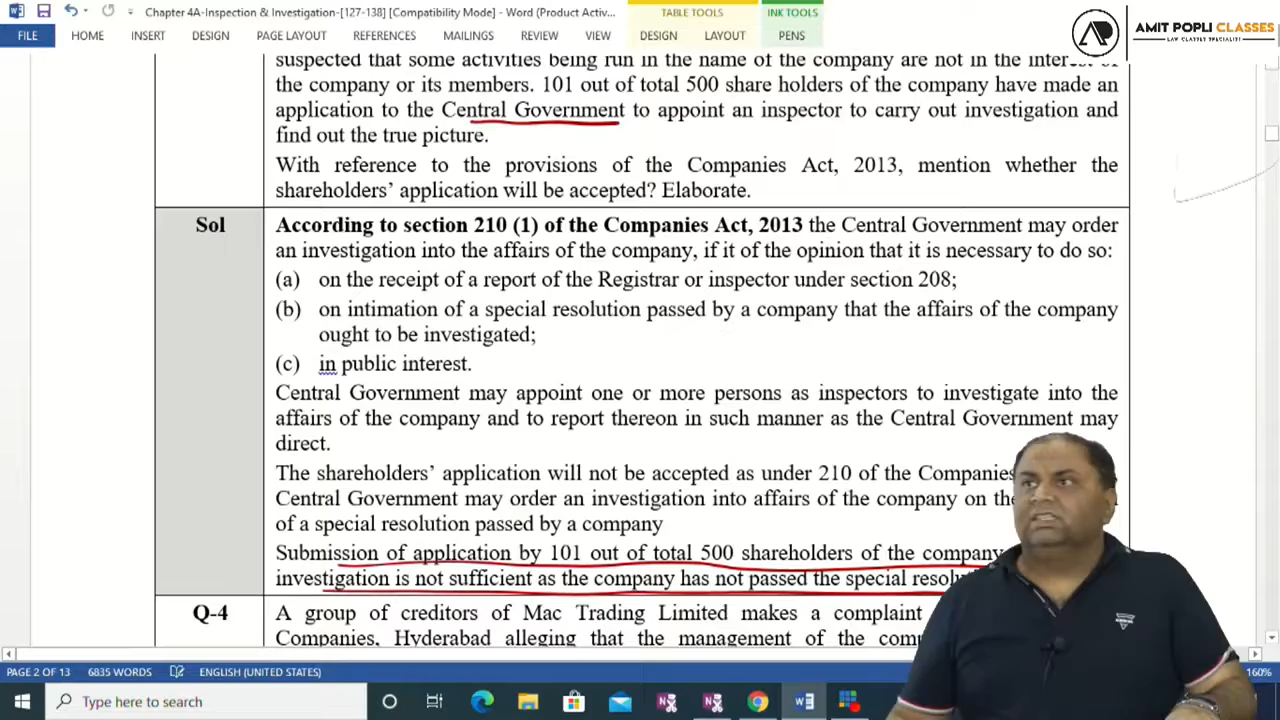 Chapter 4A-Inspection & Investigation-[127-138] [Compatibility Mode] - Word (Product Activ...
TABLE TOOLS
INK TOOLS
FILE
HOME
INSERT
DESIGN
PAGE LAYOUT
REFERENCES
MAILINGS
REVIEW
VIEW
DESIGN
LAYOUT
PENS
AMIT POPLI CLASSES
LAW CLASSES SPECIALIST
suspected that some activities being run in the name of the company are not in the interest of
the company or its members. 101 out of total 500 share holders of the company have made an
application to the Central Government to appoint an inspector to carry out investigation and
find out the true picture.
With reference to the provisions of the Companies Act, 2013, mention whether the
shareholders' application will be accepted? Elaborate.
Sol
According to section 210 (1) of the Companies Act, 2013 the Central Government may order
an investigation into the affairs of the company, if it of the opinion that it is necessary to do so:
(a) on the receipt of a report of the Registrar or inspector under section 208;
(b) on intimation of a special resolution passed by a company that the affairs of the company
ought to be investigated;
(c) in public interest.
Central Government may appoint one or more persons as inspectors to investigate into the
affairs of the company and to report thereon in such manner as the Central Government may
direct.
The shareholders' application will not be accepted as under 210 of the Companies
Central Government may order an investigation into affairs of the company on the
of a special resolution passed by a company
Submission of application by 101 out of total 500 shareholders of the company
investigation is not sufficient as the company has not passed the special
Q-4
A group of creditors of Mac Trading Limited makes a complaint
Companies, Hyderabad alleging that the management of the
PAGE 2 OF 13
6835 WORDS
ENGLISH (UNITED STATES)
160%
Type here to search